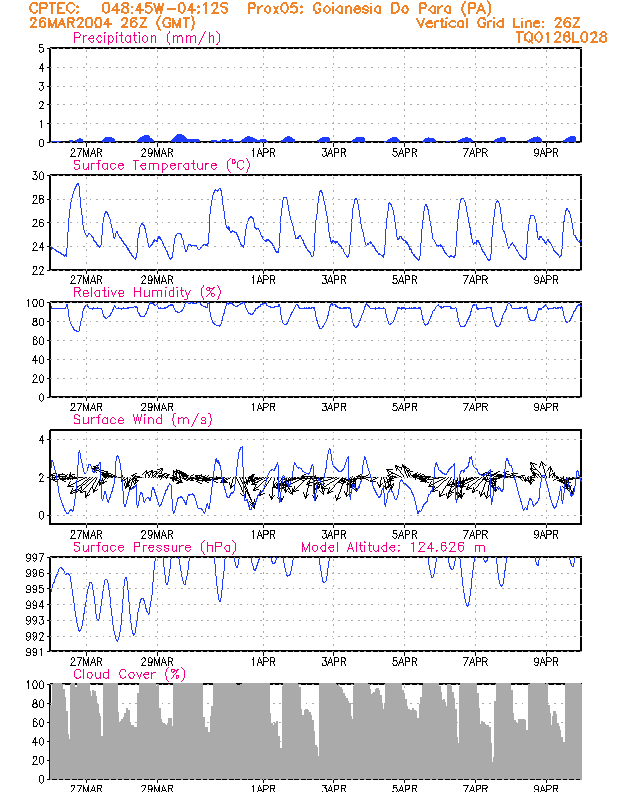 CPTEC: 048:45W-04:12S Prox05: Goianesia Do Para (PA)
26MAR2004 26Z (GMT) Vertical Grid Line: 26Z
Precipitation (mm/h) TQ0126L028
5
4
3
2
1
0
27MAR 29MAR 1APR 3APR 5APR 7APR 9APR
Surface Temperature (°C)
30
28
26
24
22
27MAR 29MAR 1APR 3APR 5APR 7APR 9APR
Relative Humidity (%)
100
80
60
40
20
0
27MAR 29MAR 1APR 3APR 5APR 7APR 9APR
Surface Wind (m/s)
4
2
0
27MAR 29MAR 1APR 3APR 5APR 7APR 9APR
Surface Pressure (hPa) Model Altitude: 124.626 m
997
996
995
994
993
992
991
27MAR 29MAR 1APR 3APR 5APR 7APR 9APR
Cloud Cover (%)
100
80
60
40
20
0
27MAR 29MAR 1APR 3APR 5APR 7APR 9APR